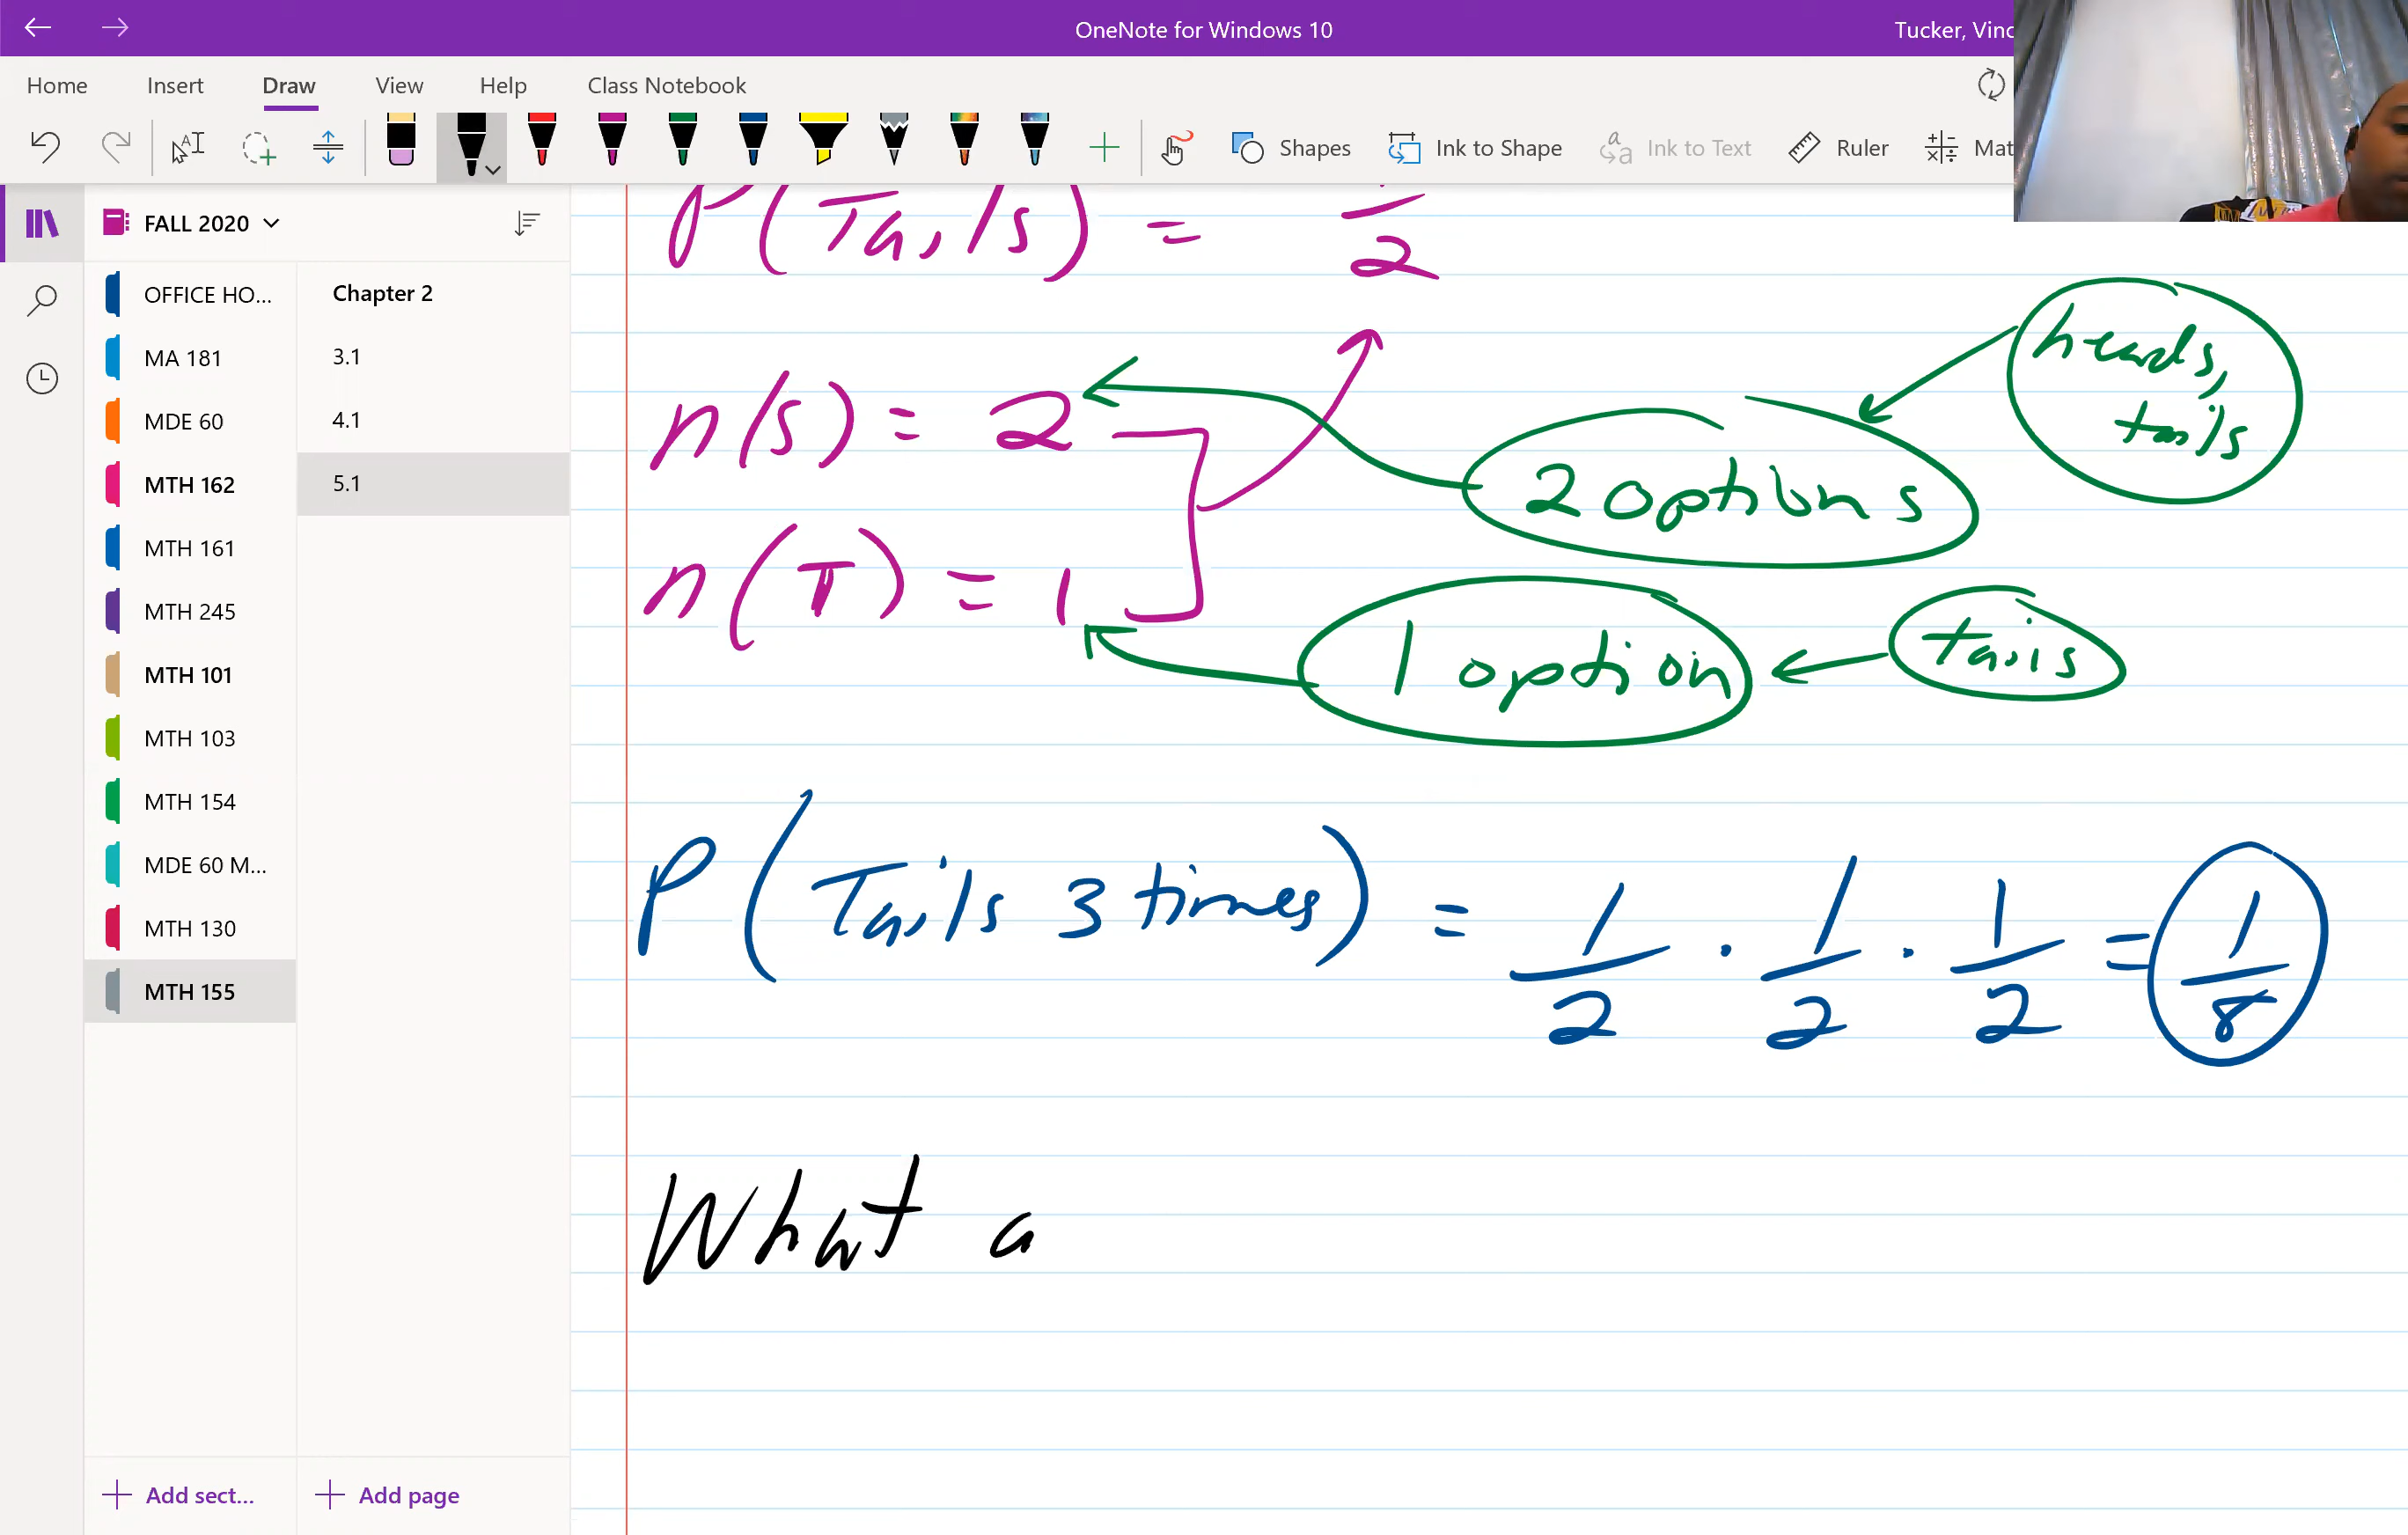 OneNote for Windows 10
Tucker, Vinc
Home Insert Draw View Help Class Notebook
Shapes Ink to Shape Ink to Text Ruler Mat
FALL 2020
OFFICE HO...
MA 181
MDE 60
MTH 162
MTH 161
MTH 245
MTH 101
MTH 103
MTH 154
MDE 60 M...
MTH 130
MTH 155
Add sect...
Chapter 2
3.1
4.1
5.1
Add page
P(Tails) = 1/2
heads,
tails
n(s) = 2
2 options
n(T) = 1
1 option
tails
P(Tails 3 times) = 1/2 · 1/2 · 1/2 = 1/8
What a